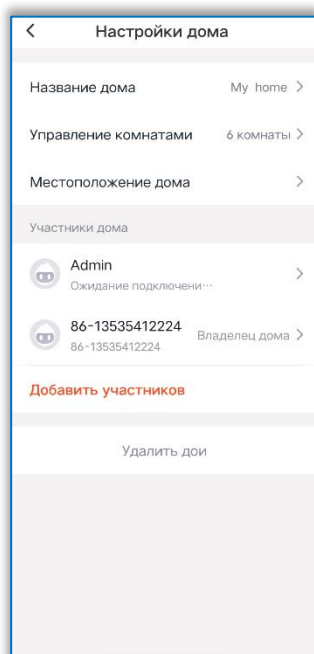 Настройки дома
Название дома My home
Управление комнатами 6 комнаты
Местоположение дома
Участники дома
Admin
Ожидание подключени···
86-13535412224 Владелец дома
86-13535412224
Добавить участников
Удалить дои